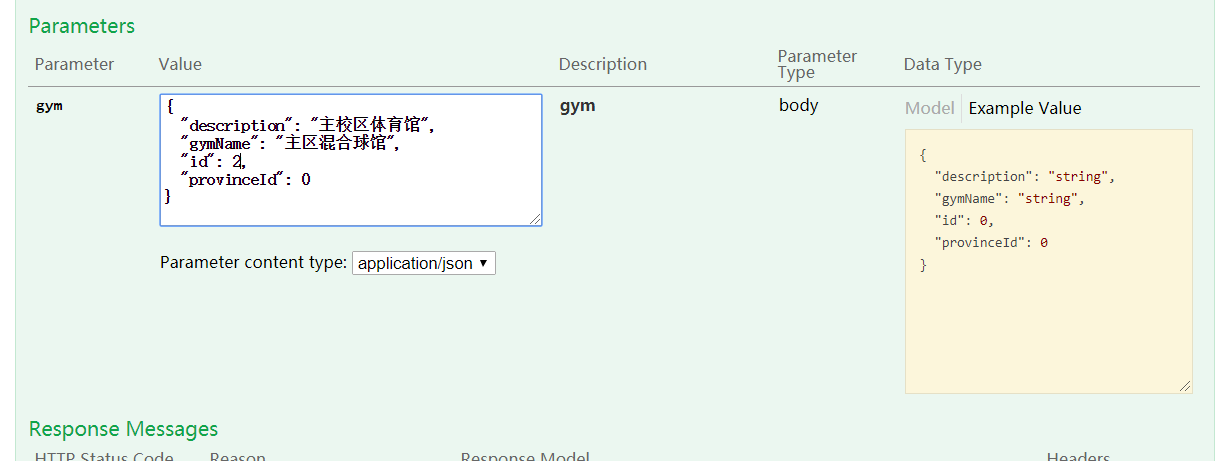 Parameters
Parameter Value Description Parameter Type Data Type
gym
{
"description": "主校区体育馆",
"gymName": "主区混合球馆",
"id": 2,
"provinceId": 0
}
gym
body
Model Example Value
{
"description": "string",
"gymName": "string",
"id": 0,
"provinceId": 0
}
Parameter content type: application/json
Response Messages
HTTP Status Code Reason Response Model Headers